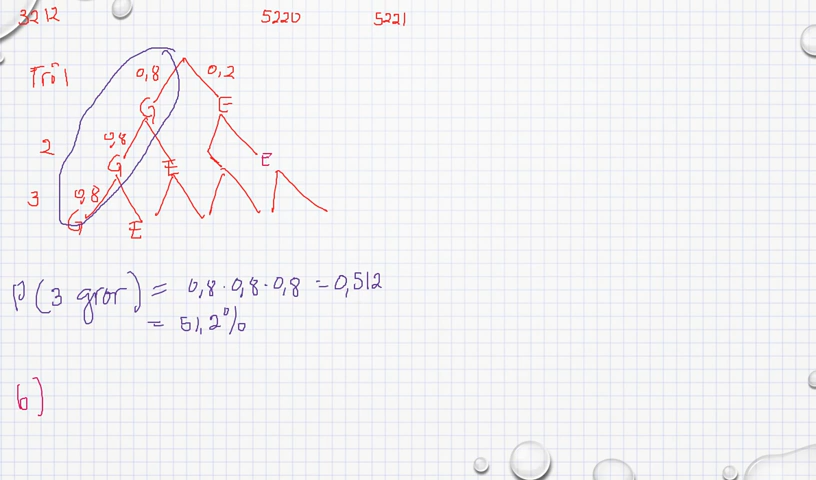 3212 5220 5221
0,8 0,2
G E
2 0,8
G E E
3 0,8
G E
P(3 gror) = 0,8·0,8·0,8 = 0,512
= 51,2%
b)